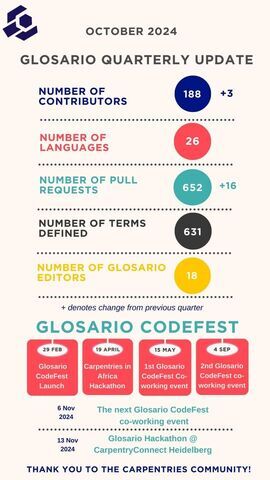 OCTOBER 2024
GLOSARIO QUARTERLY UPDATE
NUMBER OF
CONTRIBUTORS
188
+3
NUMBER OF
LANGUAGES
26
NUMBER OF PULL
REQUESTS
652
+16
NUMBER OF TERMS
DEFINED
631
NUMBER OF GLOSARIO
EDITORS
18
+ denotes change from previous quarter
GLOSARIO CODEFEST
29 FEB
Glosario
CodeFest
Launch
19 APRIL
Carpentries in
Africa
Hackathon
15 MAY
1st Glosario
CodeFest Co-
working event
4 SEP
2nd Glosario
CodeFest co-
working event
6 Nov
2024
The next Glosario CodeFest
co-working event
13 Nov
2024
Glosario Hackathon @
CarpentryConnect Heidelberg
THANK YOU TO THE CARPENTRIES COMMUNITY!